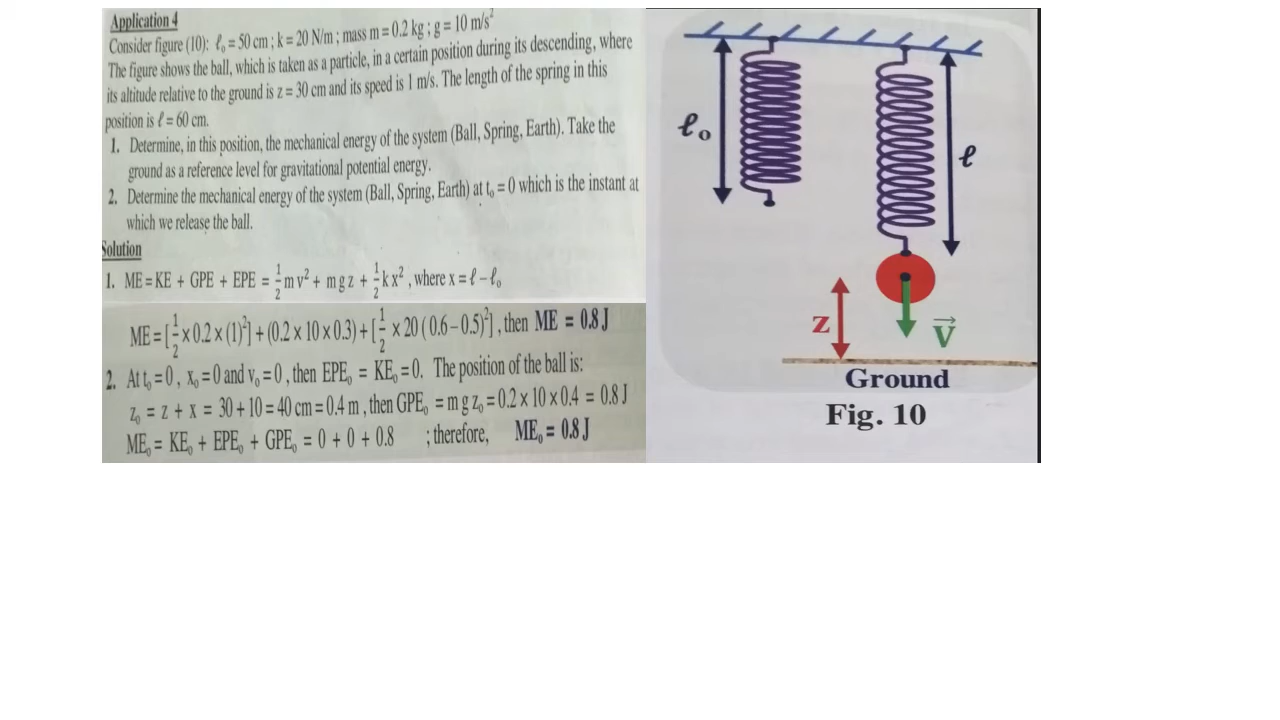 Application 4
Consider figure (10): ℓ₀ = 50 cm ; k = 20 N/m ; mass m = 0.2 kg ; g = 10 m/s²
The figure shows the ball, which is taken as a particle, in a certain position during its descending, where
its altitude relative to the ground is z = 30 cm and its speed is 1 m/s. The length of the spring in this
position is ℓ = 60 cm.
1. Determine, in this position, the mechanical energy of the system (Ball, Spring, Earth). Take the
ground as a reference level for gravitational potential energy.
2. Determine the mechanical energy of the system (Ball, Spring, Earth) at t₀ = 0 which is the instant at
which we release the ball.
Solution
1. ME = KE + GPE + EPE = 1/2 m v² + m g z + 1/2 k x² , where x = ℓ – ℓ₀
ME = [1/2 × 0.2 × (1)²] + (0.2 × 10 × 0.3) + [1/2 × 20 (0.6 – 0.5)²] , then ME = 0.8 J
2. At t₀ = 0 , x₀ = 0 and v₀ = 0 , then EPE₀ = KE₀ = 0. The position of the ball is:
z₀ = z + x = 30 + 10 = 40 cm = 0.4 m , then GPE₀ = m g z₀ = 0.2 × 10 × 0.4 = 0.8 J
ME₀ = KE₀ + EPE₀ + GPE₀ = 0 + 0 + 0.8 ; therefore, ME₀ = 0.8 J
ℓ₀
ℓ
z
V⃗
Ground
Fig. 10